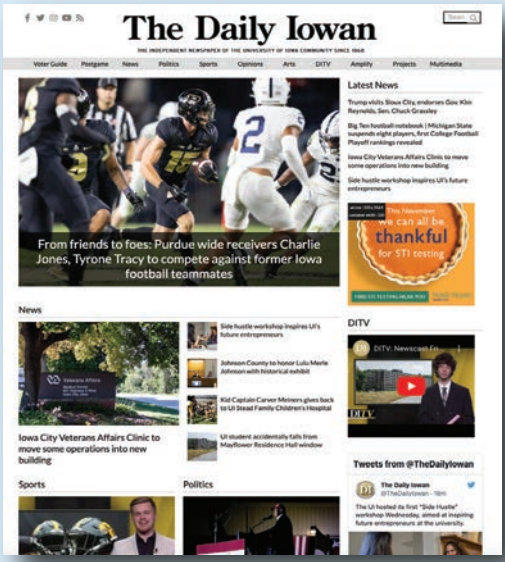 The Daily Iowan
THE INDEPENDENT NEWSPAPER OF THE UNIVERSITY OF IOWA COMMUNITY SINCE 1868
Voter Guide Postgame News Politics Sports Opinions Arts DITV Amplify Projects Multimedia
From friends to foes: Purdue wide receivers Charlie
Jones, Tyrone Tracy to compete against former Iowa
football teammates
Latest News
Trump visits Sioux City, endorses Gov. Kim
Reynolds, Sen. Chuck Grassley
Big Ten football notebook | Michigan State
suspends eight players, first College Football
Playoff rankings revealed
Iowa City Veterans Affairs Clinic to move
some operations into new building
Side hustle workshop inspires UI's future
entrepreneurs
This November
we can all be
thankful
for STI testing
News
Veterans Affairs
Iowa City Veterans Affairs Clinic to
move some operations into new
building
Side hustle workshop inspires UI's
future entrepreneurs
Johnson County to honor Lulu Merle
Johnson with historical exhibit
Kid Captain Carver Meiners gives back
to UI Stead Family Children's Hospital
UI student accidentally falls from
Mayflower Residence Hall window
DITV
DI
DITV: Newscast Fri
DITV
Tweets from @TheDailyIowan
DI
The Daily Iowan
@TheDailyIowan
The UI hosted its first "Side Hustle"
workshop Wednesday, aimed at inspiring
future entrepreneurs at the university.
Sports
Politics
15
2